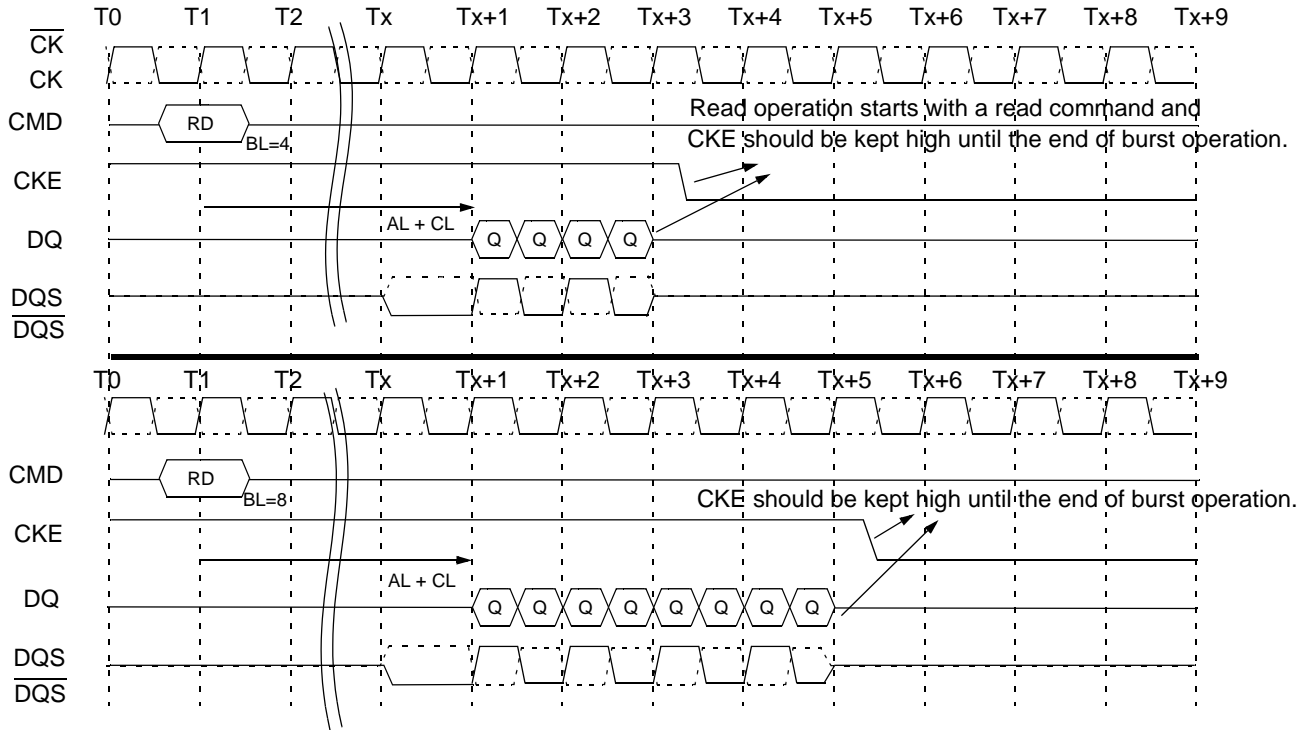 T0 T1 T2 Tx Tx+1 Tx+2 Tx+3 Tx+4 Tx+5 Tx+6 Tx+7 Tx+8 Tx+9
CK
CK
Read operation starts with a read command and
CMD RD
BL=4
CKE should be kept high until the end of burst operation.
CKE
AL + CL
DQ Q Q Q Q
DQS
DQS
T0 T1 T2 Tx Tx+1 Tx+2 Tx+3 Tx+4 Tx+5 Tx+6 Tx+7 Tx+8 Tx+9
CMD RD
BL=8
CKE should be kept high until the end of burst operation.
CKE
AL + CL
DQ Q Q Q Q Q Q Q Q
DQS
DQS